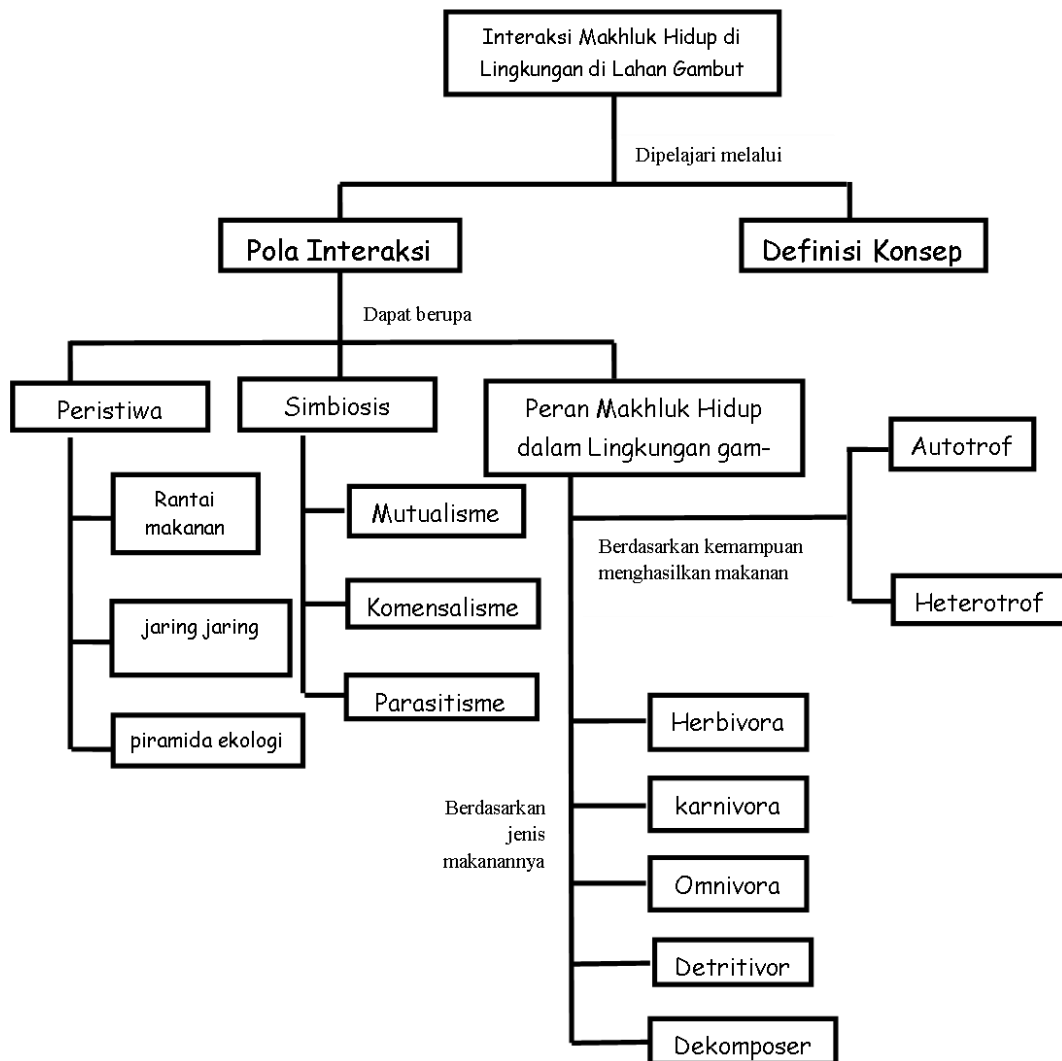 Interaksi Makhluk Hidup di
Lingkungan di Lahan Gambut
Dipelajari melalui
Pola Interaksi
Definisi Konsep
Dapat berupa
Peristiwa
Rantai
makanan
jaring jaring
piramida ekologi
Simbiosis
Mutualisme
Komensalisme
Parasitisme
Peran Makhluk Hidup
dalam Lingkungan gam-
Berdasarkan kemampuan
menghasilkan makanan
Autotrof
Heterotrof
Berdasarkan
jenis
makanannya
Herbivora
karnivora
Omnivora
Detritivor
Dekomposer